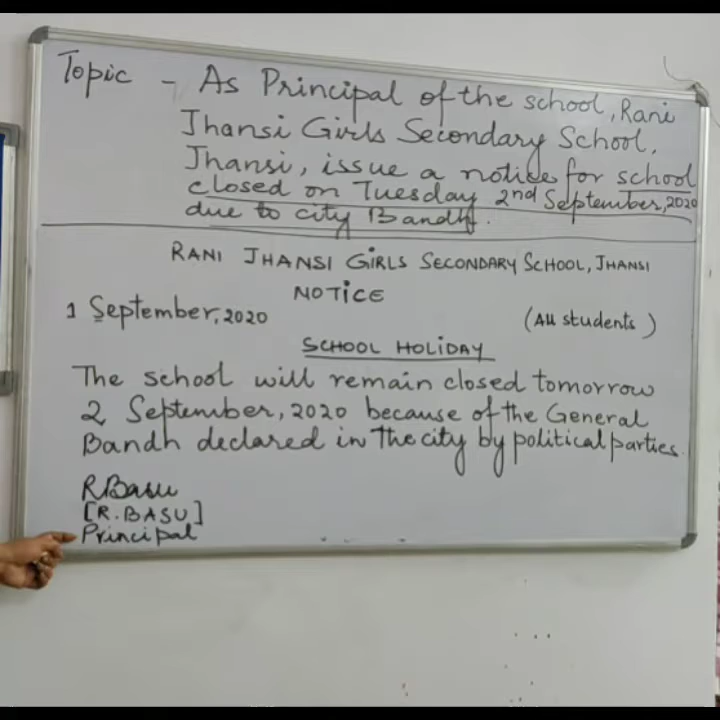 Topic - As Principal of the school, Rani
Jhansi Girls Secondary School,
Jhansi, issue a notice for school
closed on Tuesday 2nd September, 2020
due to city Bandh.
RANI JHANSI GIRLS SECONDARY SCHOOL, JHANSI
NOTICE
1 September, 2020 (All students)
SCHOOL HOLIDAY
The school will remain closed tomorrow
2 September, 2020 because of the General
Bandh declared in the city by political parties.
RBasu
[R. BASU]
Principal